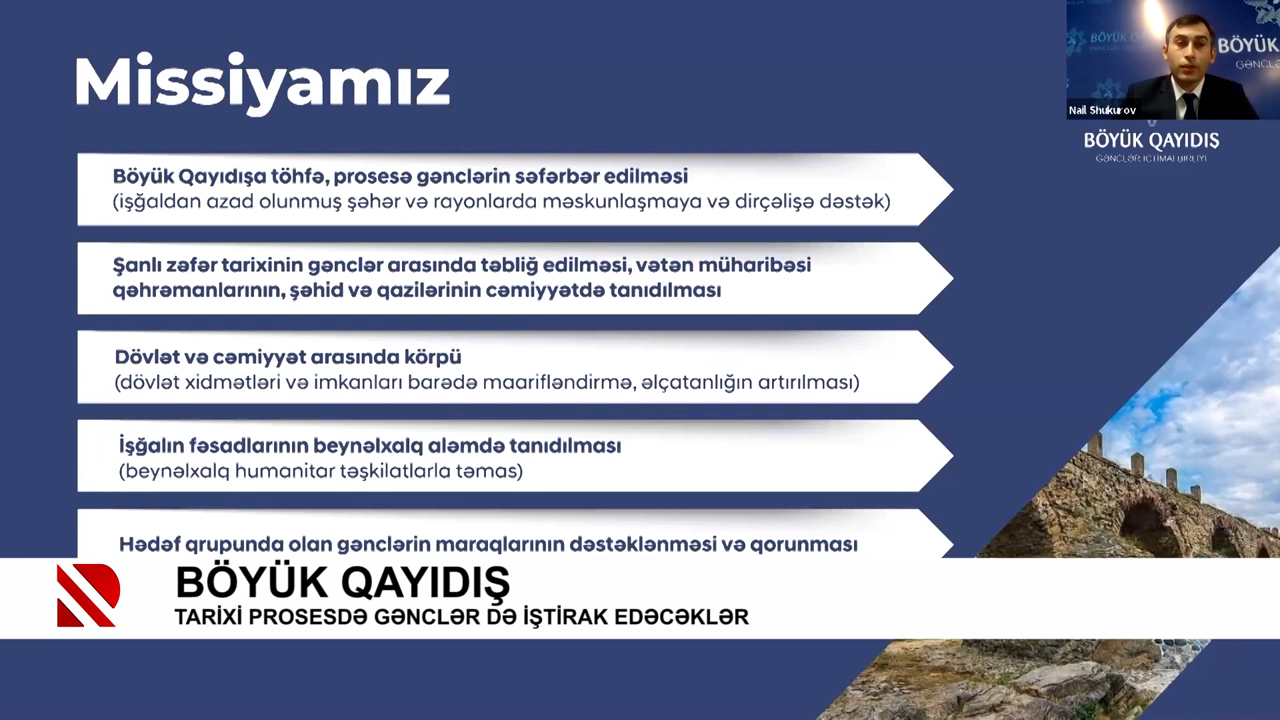 Missiyamız
Böyük Qayıdışa töhfə, prosesə gənclərin səfərbər edilməsi
(işğaldan azad olunmuş şəhər və rayonlarda məskunlaşmaya və dirçəlişə dəstək)
Şanlı zəfər tarixinin gənclər arasında təbliğ edilməsi, vətən müharibəsi
qəhrəmanlarının, şəhid və qazilərinin cəmiyyətdə tanıdılması
Dövlət və cəmiyyət arasında körpü
(dövlət xidmətləri və imkanları barədə maarifləndirmə, əlçatanlığın artırılması)
İşğalın fəsadlarının beynəlxalq aləmdə tanıdılması
(beynəlxalq humanitar təşkilatlarla təmas)
Hədəf qrupunda olan gənclərin maraqlarının dəstəklənməsi və qorunması
BÖYÜK
BÖYÜK
Nail Shukurov
BÖYÜK QAYIDIŞ
GƏNCLƏR İCTİMAİ BİRLİYİ
BÖYÜK QAYIDIŞ
TARİXİ PROSESDƏ GƏNCLƏR DƏ İŞTİRAK EDƏCƏKLƏR